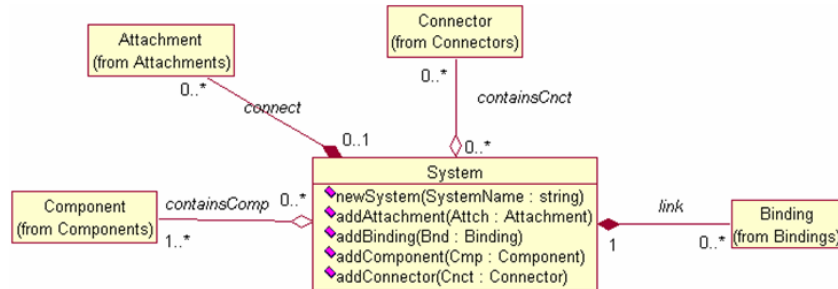 Connector
(from Connectors)
Attachment
(from Attachments)
0..*
0..*
connect
containsCnct
0..1
0..*
System
newSystem(SystemName : string)
addAttachment(Attch : Attachment)
addBinding(Bnd : Binding)
addComponent(Cmp : Component)
addConnector(Cnct : Connector)
containsComp
0..*
Component
(from Components)
1..*
link
1
0..*
Binding
(from Bindings)